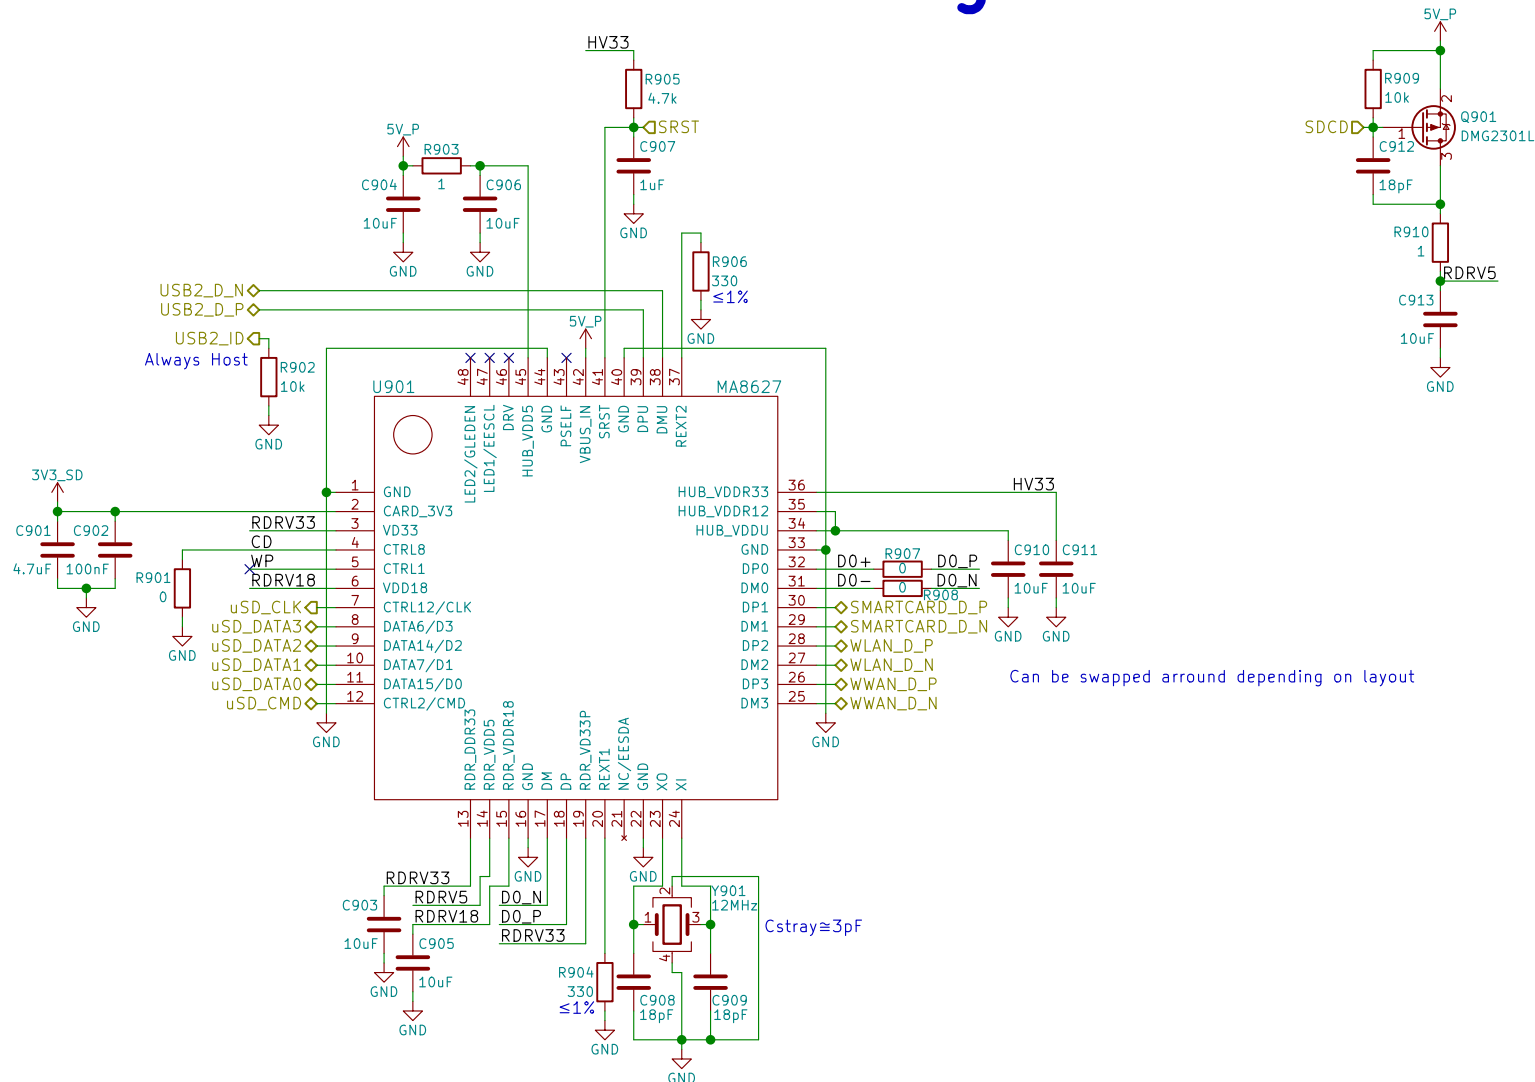 5V_P
HV33
R905
4.7k
SRST
R909
10k
SDCD
2
1
3
Q901
DMG2301L
C912
18pF
5V_P
R903
1
C907
1uF
GND
C904
10uF
C906
10uF
GND
GND
R906
330
≤1%
GND
R910
1
RDRV5
C913
10uF
GND
USB2_D_N
USB2_D_P
USB2_ID
Always Host
R902
10k
GND
5V_P
U901
MA8627
48
47
46
45
44
43
42
41
40
39
38
37
LED2/GLEDEN
LED1/EESCL
DRV
HUB_VDD5
GND
PSELF
VBUS_IN
SRST
GND
DPU
DMU
REXT2
3V3_SD
C901
4.7uF
C902
100nF
GND
RDRV33
CD
WP
RDRV18
R901
0
GND
uSD_CLK
uSD_DATA3
uSD_DATA2
uSD_DATA1
uSD_DATA0
uSD_CMD
GND
1 GND
2 CARD_3V3
3 VD33
4 CTRL8
5 CTRL1
6 VDD18
7 CTRL12/CLK
8 DATA6/D3
9 DATA14/D2
10 DATA7/D1
11 DATA15/D0
12 CTRL2/CMD
HUB_VDDR33 36
HUB_VDDR12 35
HUB_VDDU 34
GND 33
DP0 32
DM0 31
DP1 30
DM1 29
DP2 28
DM2 27
DP3 26
DM3 25
HV33
D0+
R907
0
D0_P
D0-
0
R908
D0_N
C910
10uF
C911
10uF
GND
GND
SMARTCARD_D_P
SMARTCARD_D_N
WLAN_D_P
WLAN_D_N
WWAN_D_P
WWAN_D_N
GND
Can be swapped arround depending on layout
RDR_DDR33
RDR_VDD5
RDR_VDDR18
GND
DM
DP
RDR_VD33P
REXT1
NC/EESDA
GND
XO
XI
13
14
15
16
17
18
19
20
21
22
23
24
GND
GND
RDRV33
RDRV5
RDRV18
D0_N
D0_P
RDRV33
C903
10uF
GND
C905
10uF
GND
R904
330
≤1%
GND
Y901
12MHz
1
2
3
4
Cstray≅3pF
C908
18pF
C909
18pF
GND